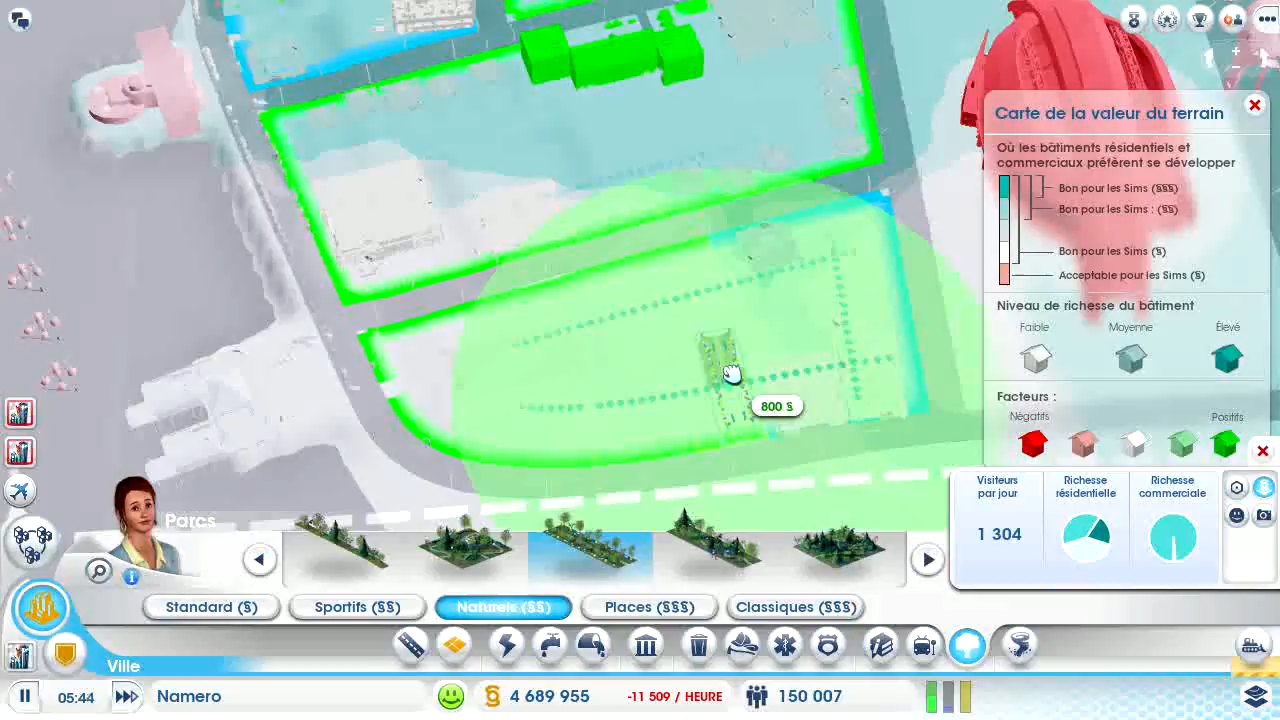 Carte de la valeur du terrain
Où les bâtiments résidentiels et
commerciaux préfèrent se développer
Bon pour les Sims (§§§)
Bon pour les Sims : (§§)
Bon pour les Sims (§)
Acceptable pour les Sims (§)
Niveau de richesse du bâtiment
Faible
Moyenne
Élevé
Facteurs :
Négatifs
Positifs
800 §
Visiteurs
par jour
Richesse
résidentielle
Richesse
commerciale
1 304
Parcs
Standard (§)
Sportifs (§§)
Naturels (§§)
Places (§§§)
Classiques (§§§)
Ville
05:44
Namero
4 689 955
-11 509 / HEURE
150 007